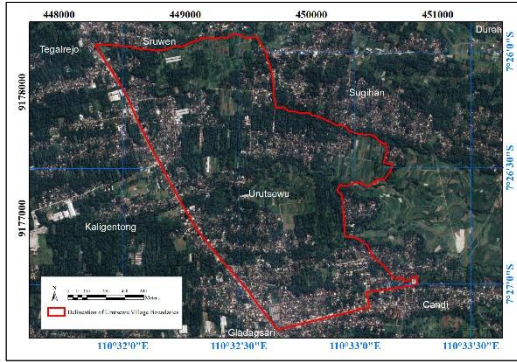 448000 449000 450000 451000
Tegalrejo Sruwen Duren
7°26'0"S
9178000
Sugihan
7°26'30"S
Urutsewu
9177000
Kaligentong
N
Meters
Delineation of Urutsewu Village Boundaries
7°27'0"S
Candi
Gladagsari
110°32'0"E 110°32'30"E 110°33'0"E 110°33'30"E